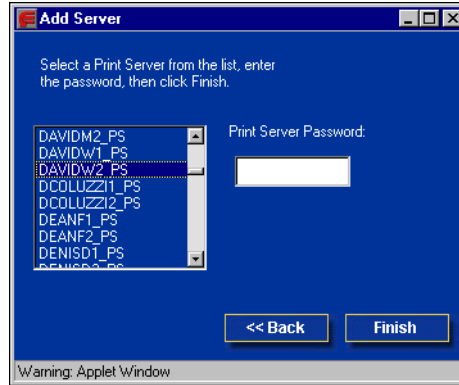 Add Server
Select a Print Server from the list, enter
the password, then click Finish.
DAVIDM2_PS
DAVIDW1_PS
DAVIDW2_PS
DCOLUZZI1_PS
DCOLUZZI2_PS
DEANF1_PS
DEANF2_PS
DENISD1_PS
Print Server Password:
<< Back
Finish
Warning: Applet Window